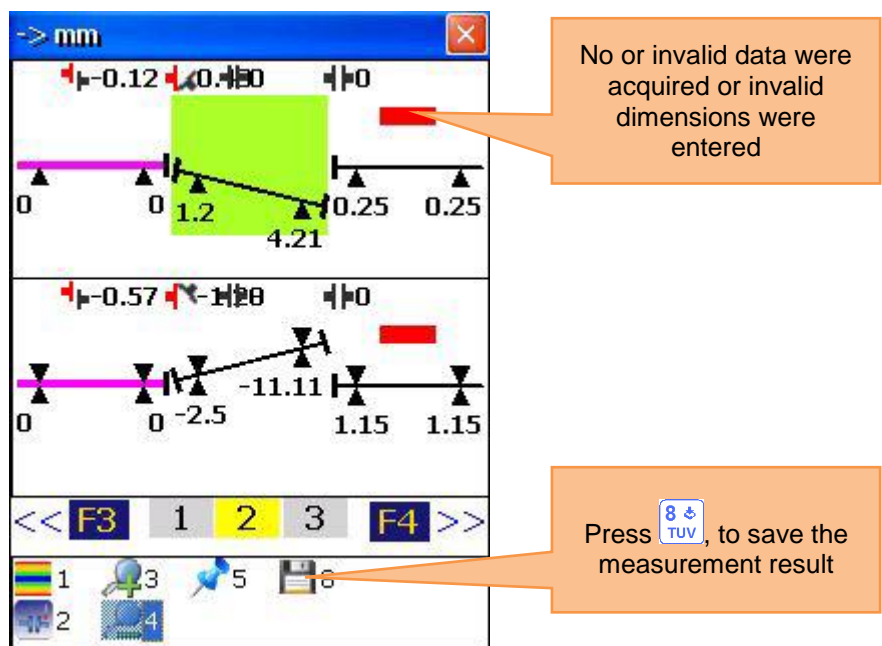 -> mm
No or invalid data were
acquired or invalid
dimensions were
entered
-0.12 0
0 0 1.2 0.25 0.25
4.21
-0.57 0
-11.11
0 0 -2.5 1.15 1.15
<< F3 1 2 3 F4 >>
Press 8 TUV, to save the
measurement result
1 3 5
2 4